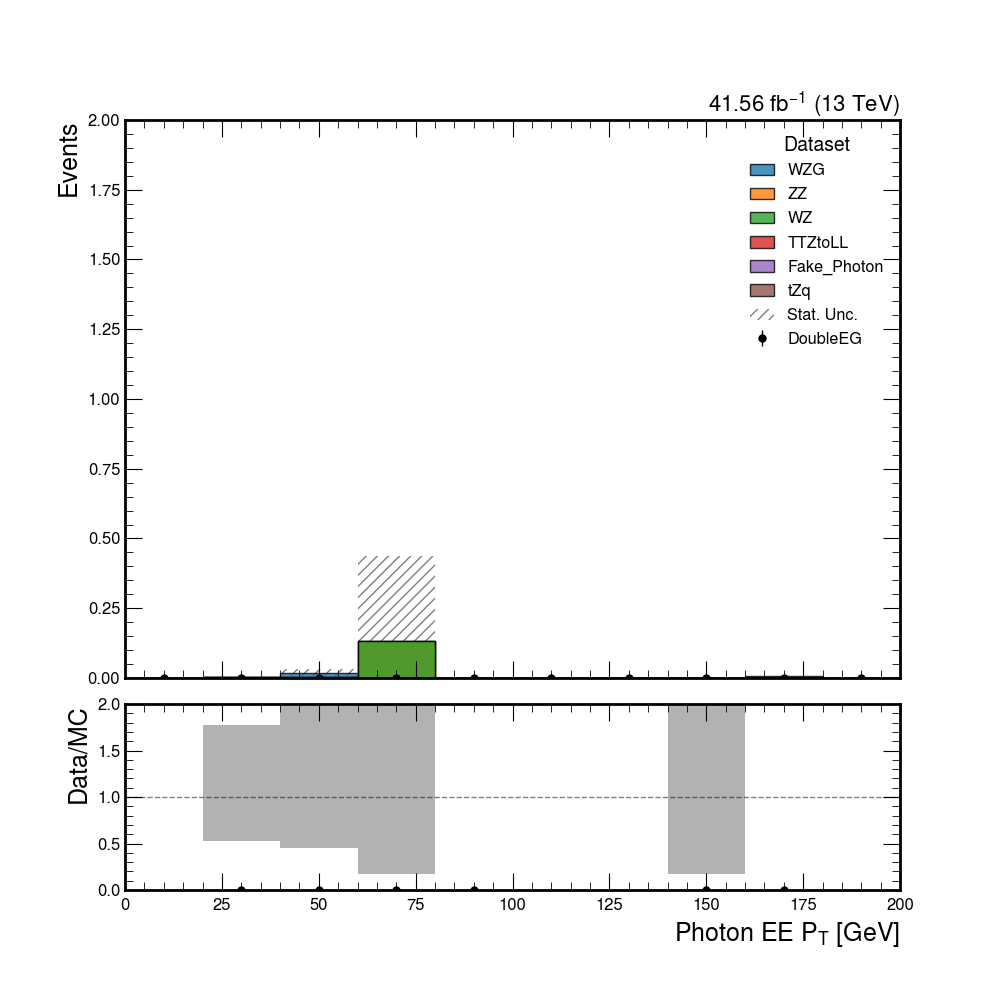 41.56 fb⁻¹ (13 TeV)
Events
2.00
1.75
1.50
1.25
1.00
0.75
0.50
0.25
0.00
Dataset
WZG
ZZ
WZ
TTZtoLL
Fake_Photon
tZq
Stat. Unc.
DoubleEG
Data/MC
2.0
1.5
1.0
0.5
0.0
0 25 50 75 100 125 150 175 200
Photon EE P_T [GeV]